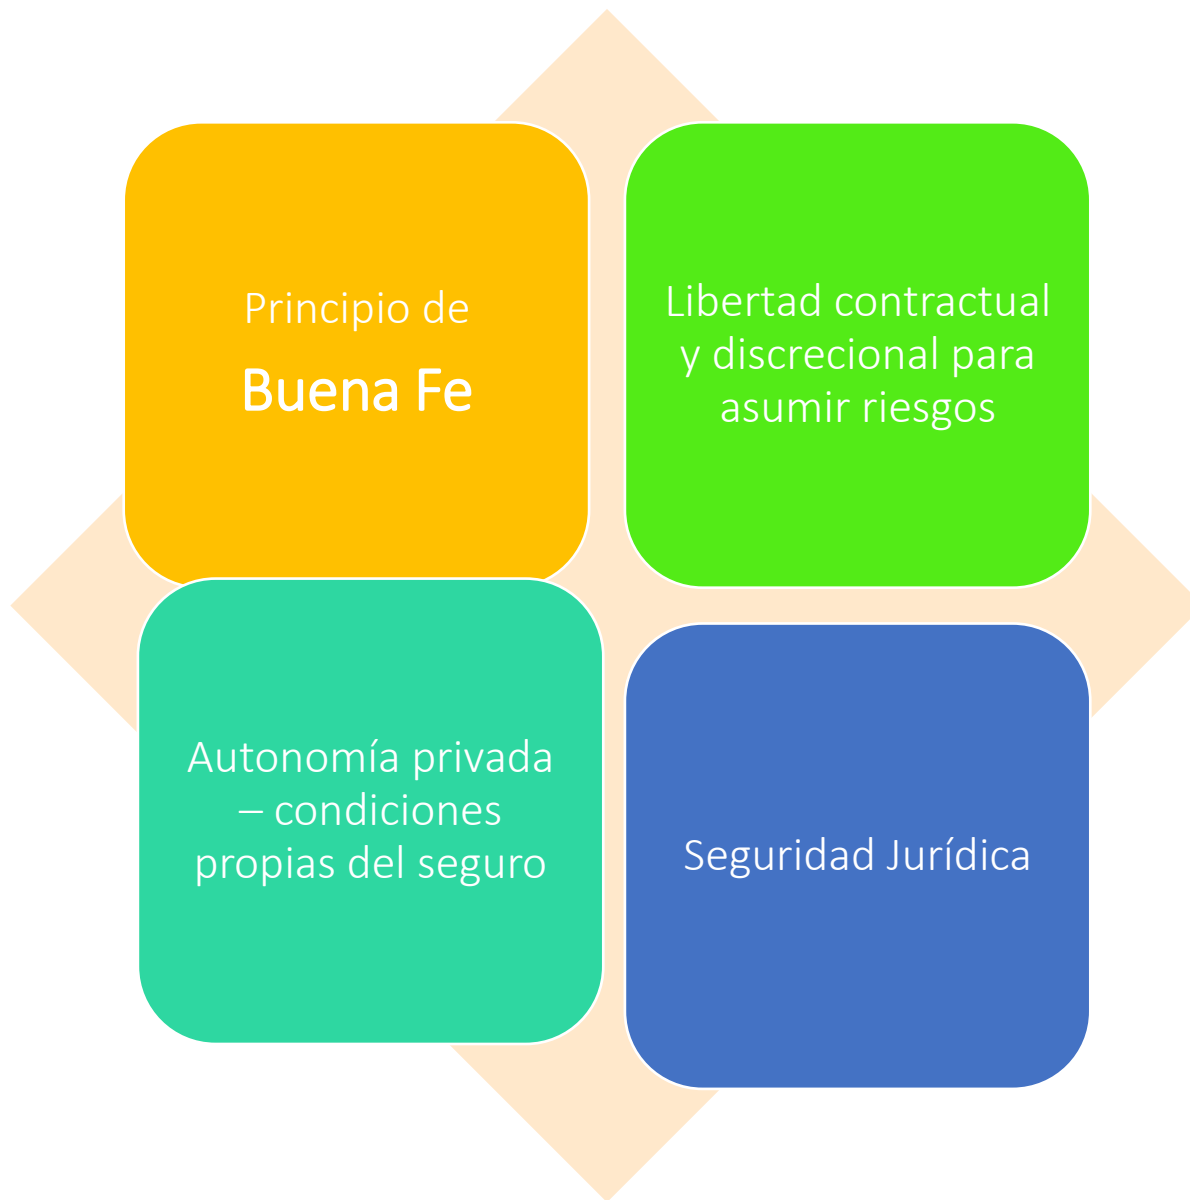 Principio de
Buena Fe
Libertad contractual
y discrecional para
asumir riesgos
Autonomía privada
– condiciones
propias del seguro
Seguridad Jurídica